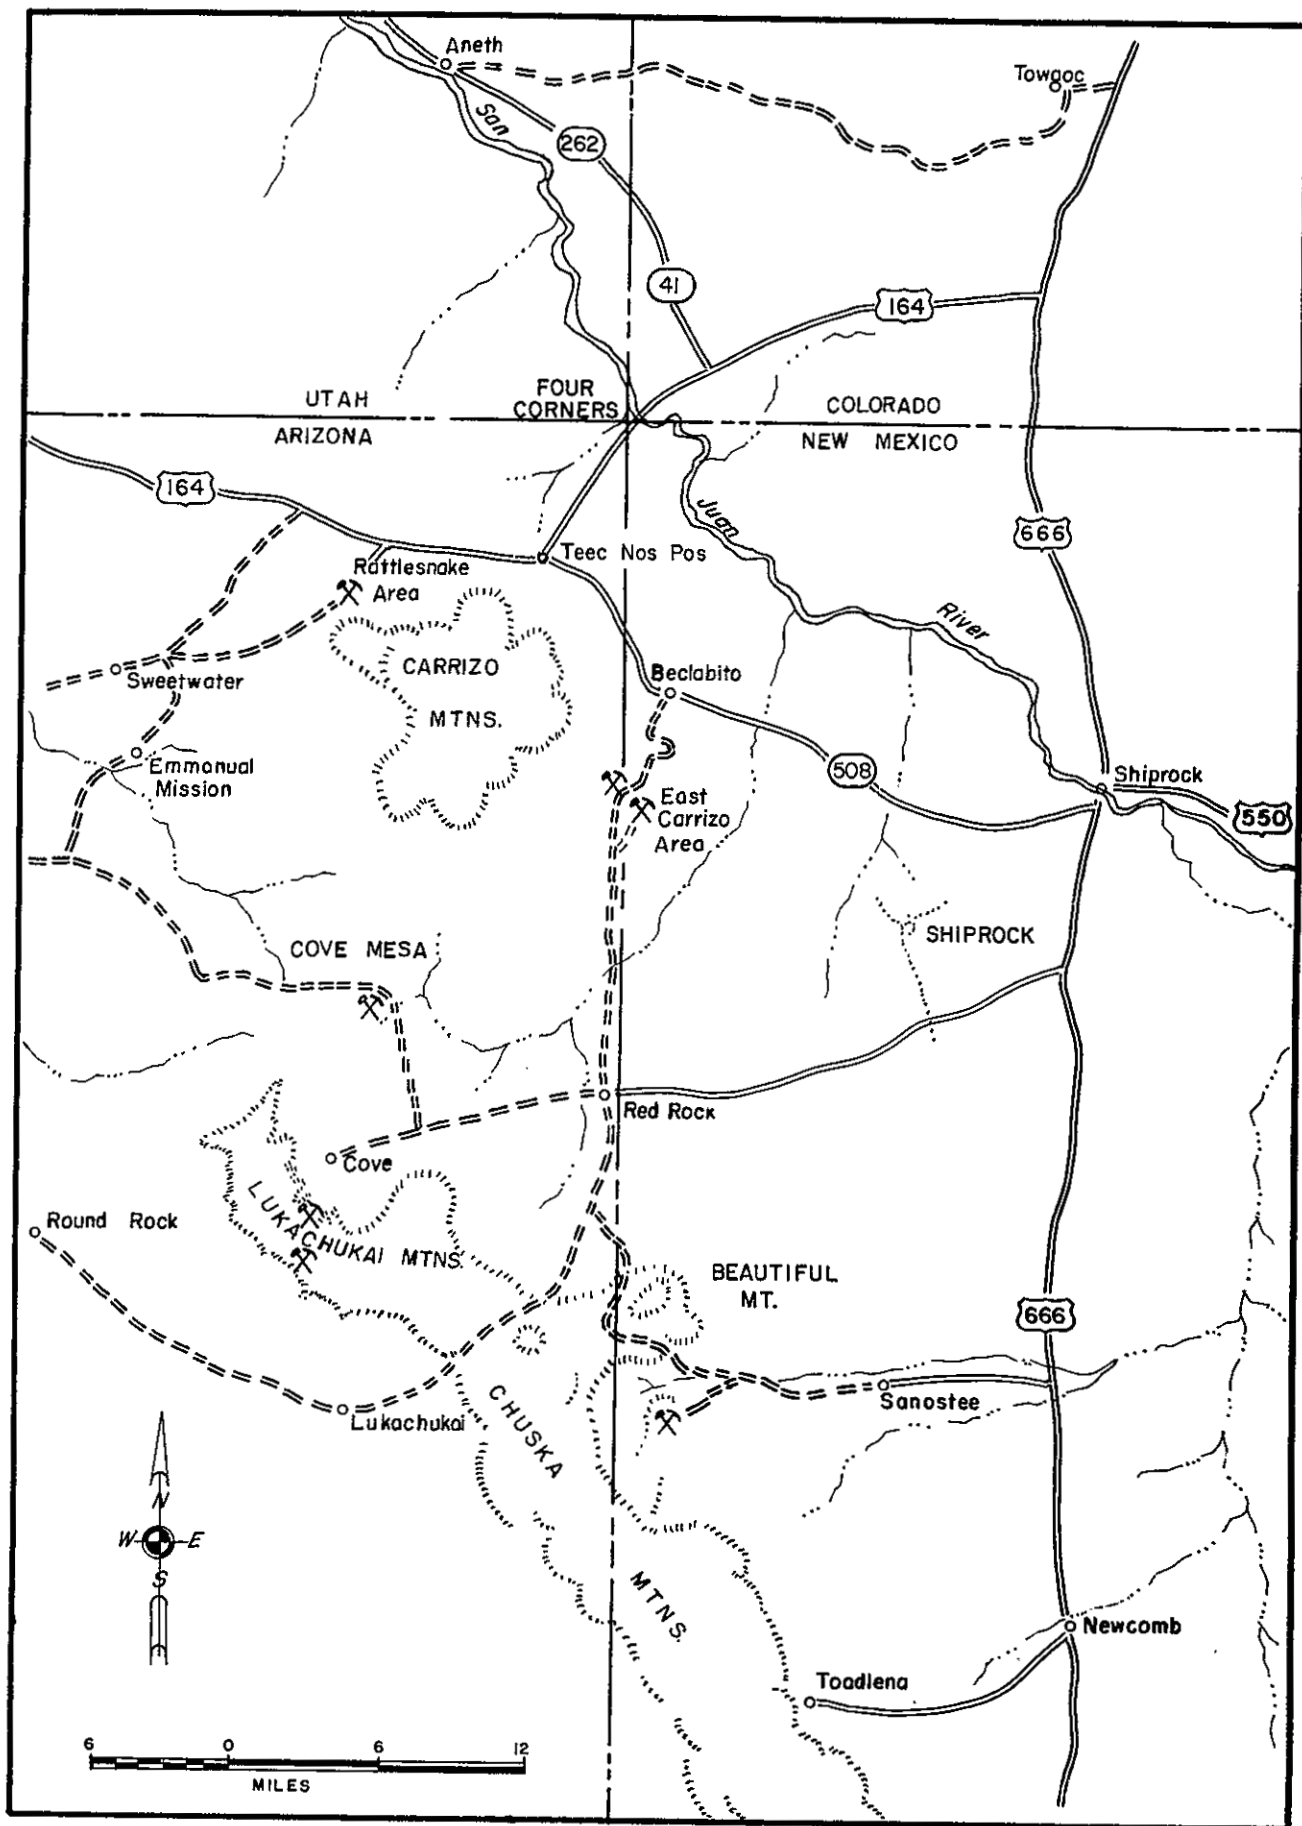 Aneth
Towaoc
San
262
41
164
UTAH
FOUR
CORNERS
COLORADO
ARIZONA
NEW MEXICO
164
Juan
666
Teec Nos Pos
Rattlesnake
Area
River
CARRIZO
MTNS.
Sweetwater
Beclabito
Emmanual
Mission
508
Shiprock
550
East
Carrizo
Area
COVE MESA
SHIPROCK
Red Rock
Cove
Round Rock
LUKACHUKAI MTNS.
BEAUTIFUL
MT.
666
Sanostee
Lukachukai
CHUSKA
MTNS.
N
W E
S
Newcomb
Toadlena
6 0 6 12
MILES